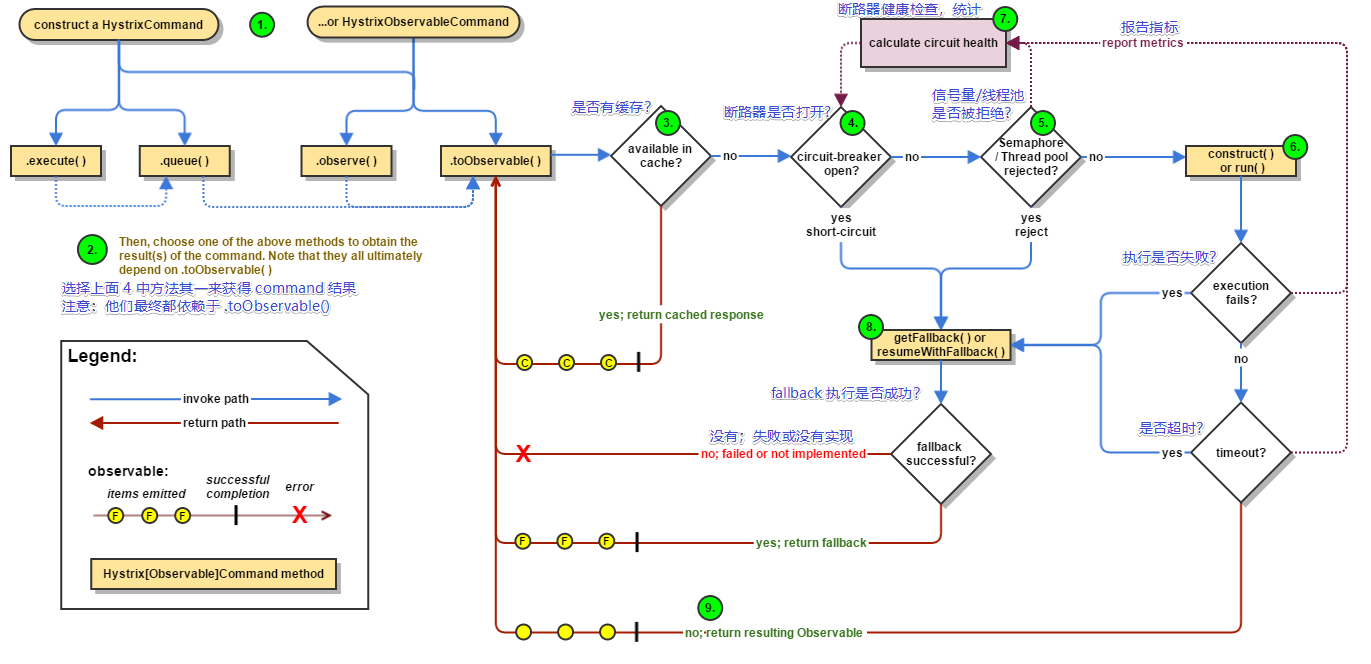 construct a HystrixCommand
1.
...or HystrixObservableCommand
断路器健康检查，统计
7.
calculate circuit health
报告指标
report metrics
.execute( )
.queue( )
.observe( )
.toObservable( )
是否有缓存？
3.
available in
cache?
no
断路器是否打开？
4.
circuit-breaker
open?
no
信号量/线程池
是否被拒绝？
5.
Semaphore
/ Thread pool
rejected?
no
6.
construct( )
or run( )
yes
short-circuit
yes
reject
2.
Then, choose one of the above methods to obtain the
result(s) of the command. Note that they all ultimately
depend on .toObservable( )
选择上面 4 中方法其一来获得 command 结果
注意：他们最终都依赖于 .toObservable()
执行是否失败？
execution
fails?
yes
no
yes; return cached response
C
C
C
8.
getFallback( ) or
resumeWithFallback( )
fallback 执行是否成功？
fallback
successful?
没有；失败或没有实现
no; failed or not implemented
X
是否超时？
timeout?
yes
F
F
F
yes; return fallback
9.
no; return resulting Observable
Legend:
invoke path
return path
observable:
items emitted
successful
completion
error
F
F
F
X
Hystrix[Observable]Command method